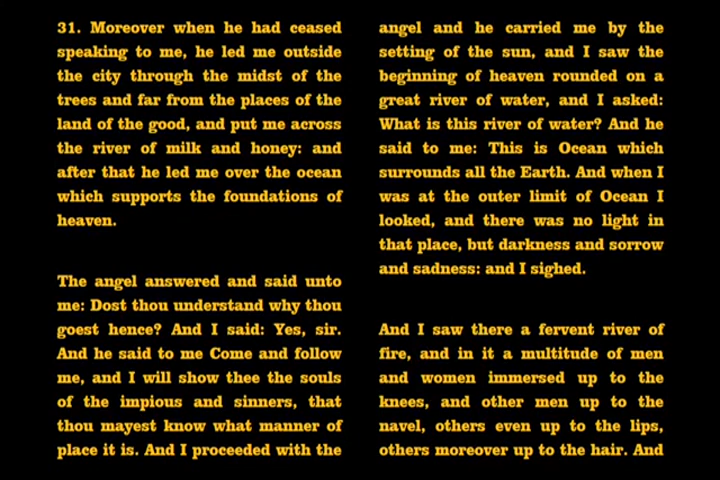 31. Moreover when he had ceased
speaking to me, he led me outside
the city through the midst of the
trees and far from the places of the
land of the good, and put me across
the river of milk and honey: and
after that he led me over the ocean
which supports the foundations of
heaven.
The angel answered and said unto
me: Dost thou understand why thou
goest hence? And I said: Yes, sir.
And he said to me Come and follow
me, and I will show thee the souls
of the impious and sinners, that
thou mayest know what manner of
place it is. And I proceeded with the
angel and he carried me by the
setting of the sun, and I saw the
beginning of heaven rounded on a
great river of water, and I asked:
What is this river of water? And he
said to me: This is Ocean which
surrounds all the Earth. And when I
was at the outer limit of Ocean I
looked, and there was no light in
that place, but darkness and sorrow
and sadness: and I sighed.
And I saw there a fervent river of
fire, and in it a multitude of men
and women immersed up to the
knees, and other men up to the
navel, others even up to the lips,
others moreover up to the hair. And